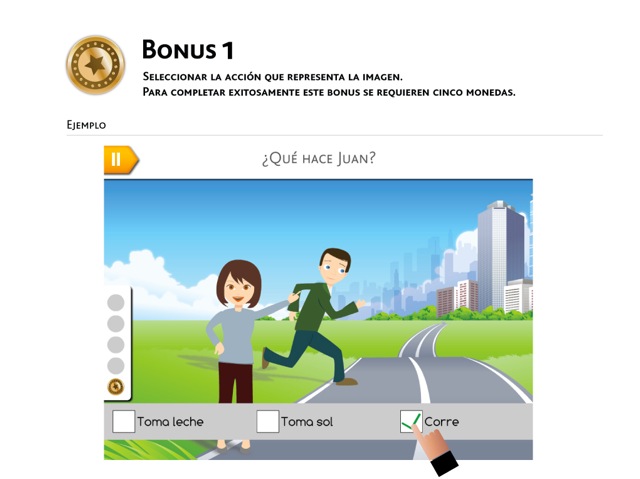 Bonus 1
Seleccionar la acción que representa la imagen.
Para completar exitosamente este bonus se requieren cinco monedas.
Ejemplo
¿Qué hace Juan?
Toma leche
Toma sol
Corre